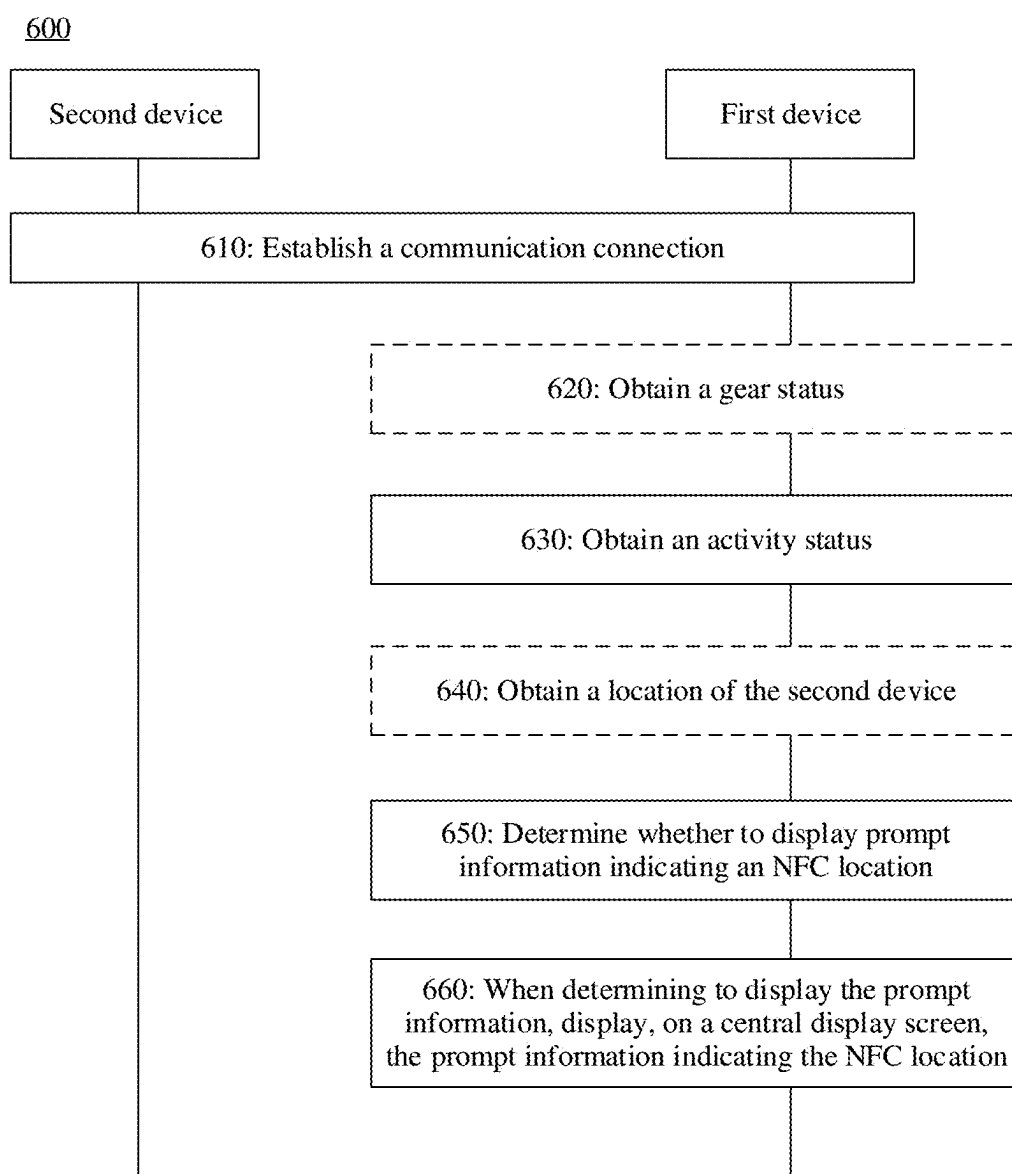 600
Second device
First device
610: Establish a communication connection
620: Obtain a gear status
630: Obtain an activity status
640: Obtain a location of the second device
650: Determine whether to display prompt
information indicating an NFC location
660: When determining to display the prompt
information, display, on a central display screen,
the prompt information indicating the NFC location